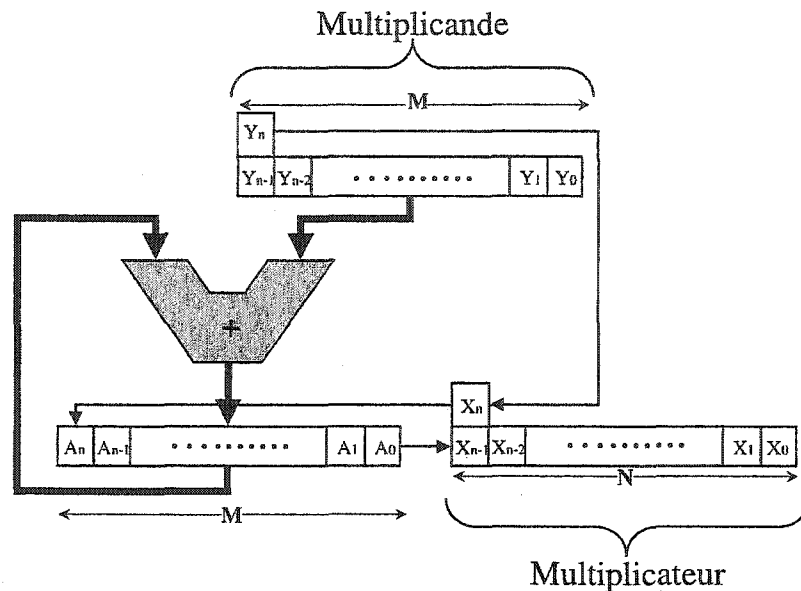 Multiplicande
M
Yn
Yn-1 Yn-2 .......... Y1 Y0
+
Xn
An An-1 .......... A1 A0 Xn-1 Xn-2 .......... X1 X0
N
M
Multiplicateur